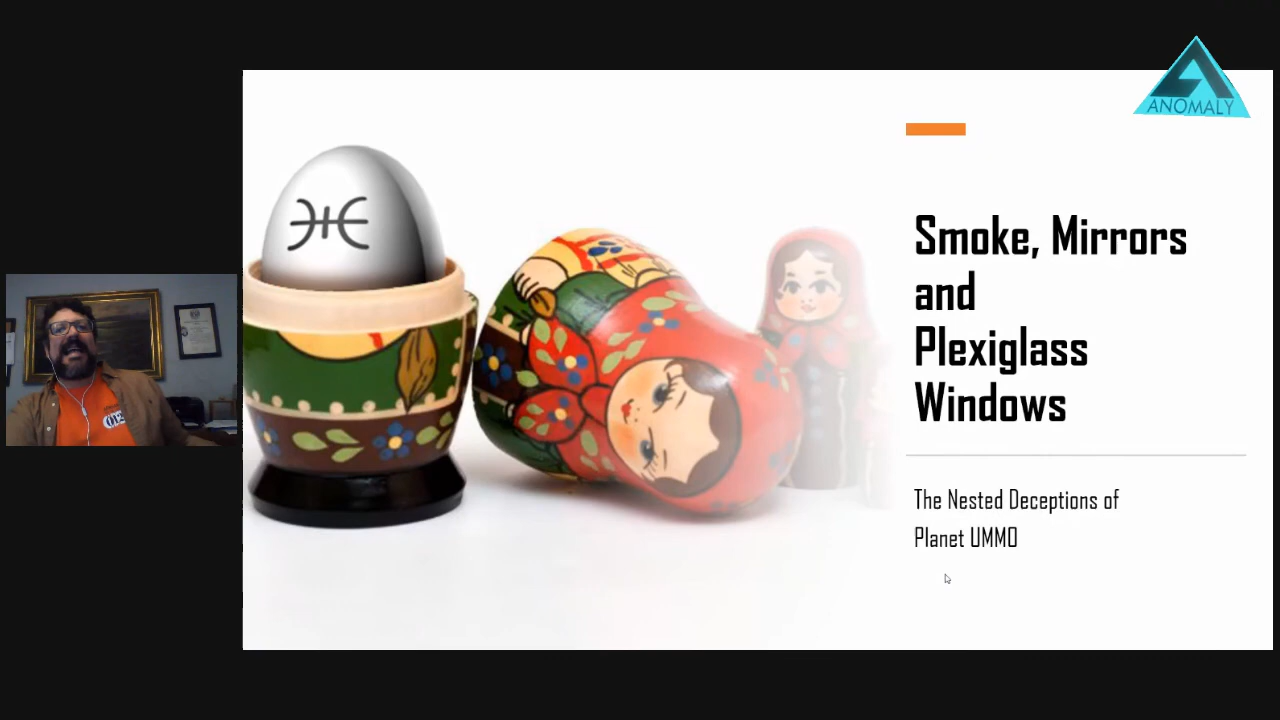 ANOMALY
Smoke, Mirrors
and
Plexiglass
Windows
The Nested Deceptions of
Planet UMMO